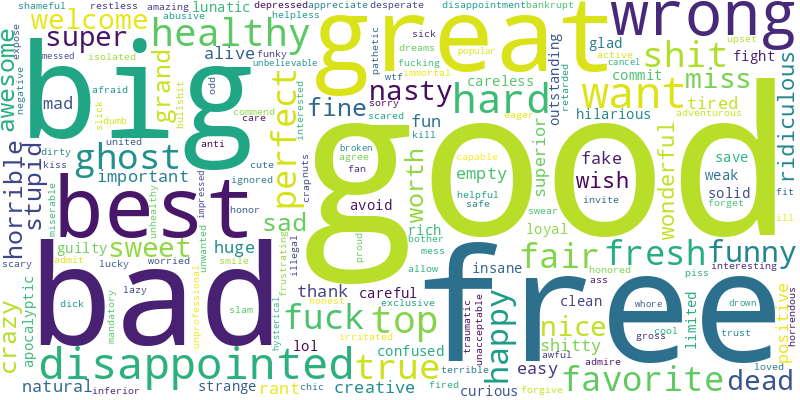 shameful
restless
amazing
abusive
lunatic
depressed
appreciate
desperate
disappointment
bankrupt
welcome
healthy
great
wrong
super
awesome
negative
expose
messed
isolated
helpless
alive
funky
unbelievable
pathetic
sick
dreams
popular
glad
active
cancel
upset
shit
fight
big
grand
bullshit
mad
afraid
slick
dumb
odd
commend
care
perfect
interested
fine
wtf
fucking
immortal
sorry
scared
nasty
careless
hard
outstanding
retarded
commit
want
miss
tired
hilarious
adventurous
ridiculous
horrible
stupid
dirty
kiss
united
anti
ghost
important
cute
ignored
impressed
honor
crapnuts
fun
kill
eager
good
broken
agree
fan
worth
empty
capable
helpful
safe
superior
fake
wish
invite
wonderful
save
weak
solid
forget
fit
ill
best
miserable
unhealthy
sad
avoid
proud
rich
bother
mess
allow
swear
loyal
scary
guilty
admit
lucky
sweet
worried
unwanted
smile
huge
frustrating
illegal
thank
careful
exclusive
insane
fair
honored
fresh
funny
piss
interesting
bad
crazy
apocalyptic
dick
mandatory
lazy
unprofessional
slam
hysterical
honest
fuck
irritated
top
lol
confused
free
traumatic
unacceptable
happy
clean
ass
nice
shitty
awful
whore
gross
admire
cool
limited
drown
trust
positive
horrendous
loved
disappointed
true
terrible
easy
favorite
dead
natural
inferior
strange
rant
chic
creative
fired
curious
forgive